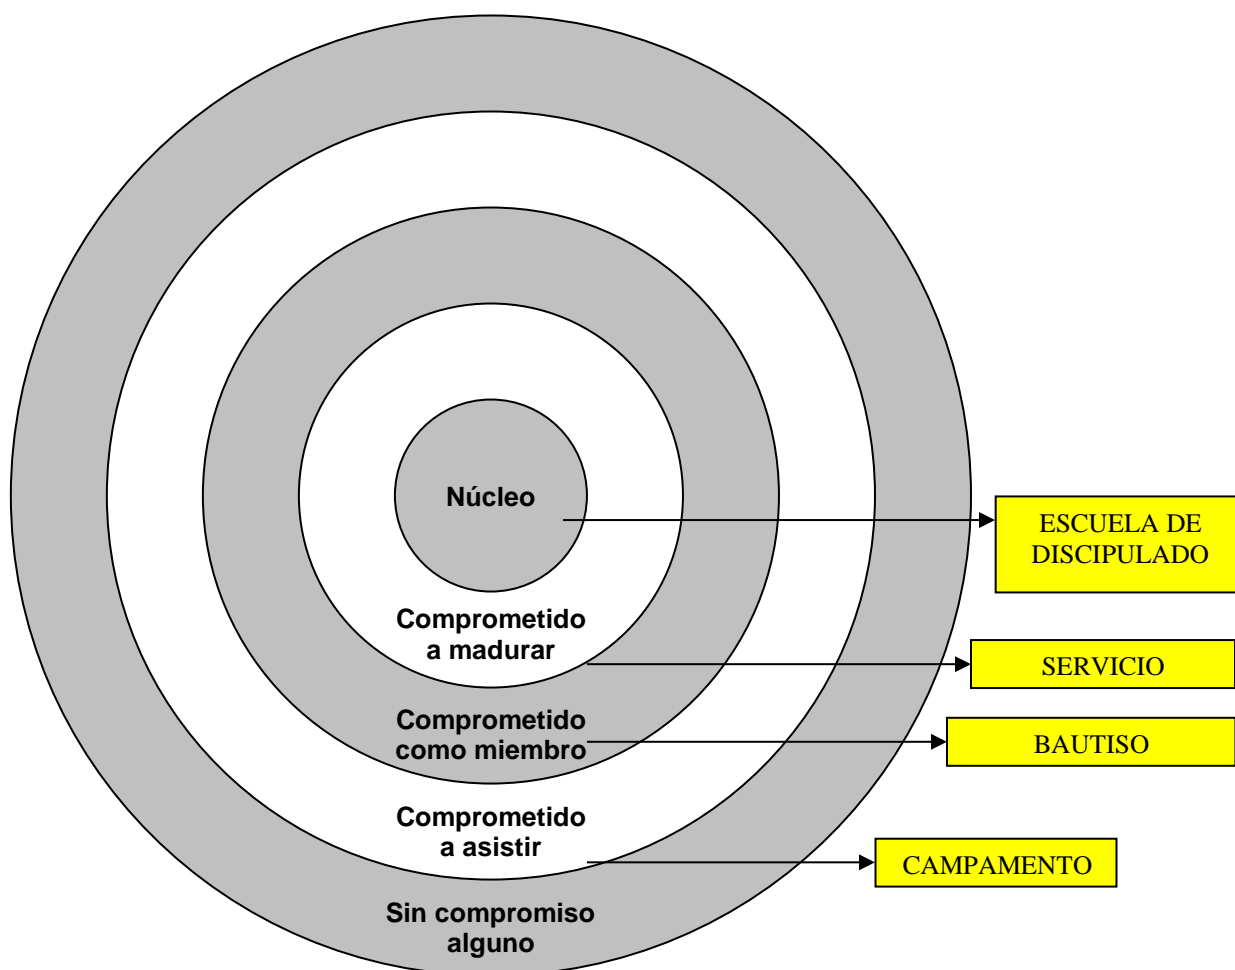 Núcleo
ESCUELA DE
DISCIPULADO
Comprometido
a madurar
SERVICIO
Comprometido
como miembro
BAUTISO
Comprometido
a asistir
CAMPAMENTO
Sin compromiso
alguno